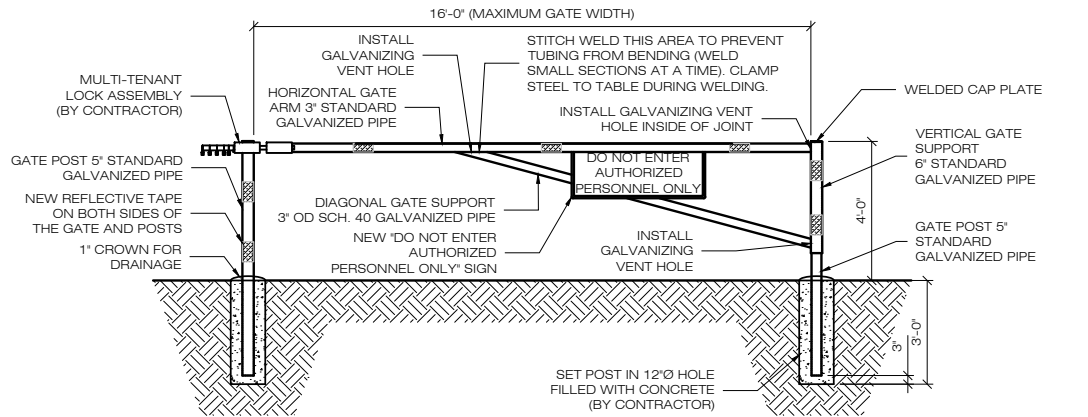 16'-0" (MAXIMUM GATE WIDTH)
INSTALL
GALVANIZING
VENT HOLE
STITCH WELD THIS AREA TO PREVENT
TUBING FROM BENDING (WELD
SMALL SECTIONS AT A TIME). CLAMP
STEEL TO TABLE DURING WELDING.
MULTI-TENANT
LOCK ASSEMBLY
(BY CONTRACTOR)
HORIZONTAL GATE
ARM 3" STANDARD
GALVANIZED PIPE
INSTALL GALVANIZING VENT
HOLE INSIDE OF JOINT
WELDED CAP PLATE
GATE POST 5" STANDARD
GALVANIZED PIPE
DO NOT ENTER
AUTHORIZED
PERSONNEL ONLY
VERTICAL GATE
SUPPORT
6" STANDARD
GALVANIZED PIPE
NEW REFLECTIVE TAPE
ON BOTH SIDES OF
THE GATE AND POSTS
DIAGONAL GATE SUPPORT
3" OD SCH. 40 GALVANIZED PIPE
4'-0"
1" CROWN FOR
DRAINAGE
NEW "DO NOT ENTER
AUTHORIZED
PERSONNEL ONLY" SIGN
INSTALL
GALVANIZING
VENT HOLE
GATE POST 5"
STANDARD
GALVANIZED PIPE
3"
3'-0"
SET POST IN 12"Ø HOLE
FILLED WITH CONCRETE
(BY CONTRACTOR)